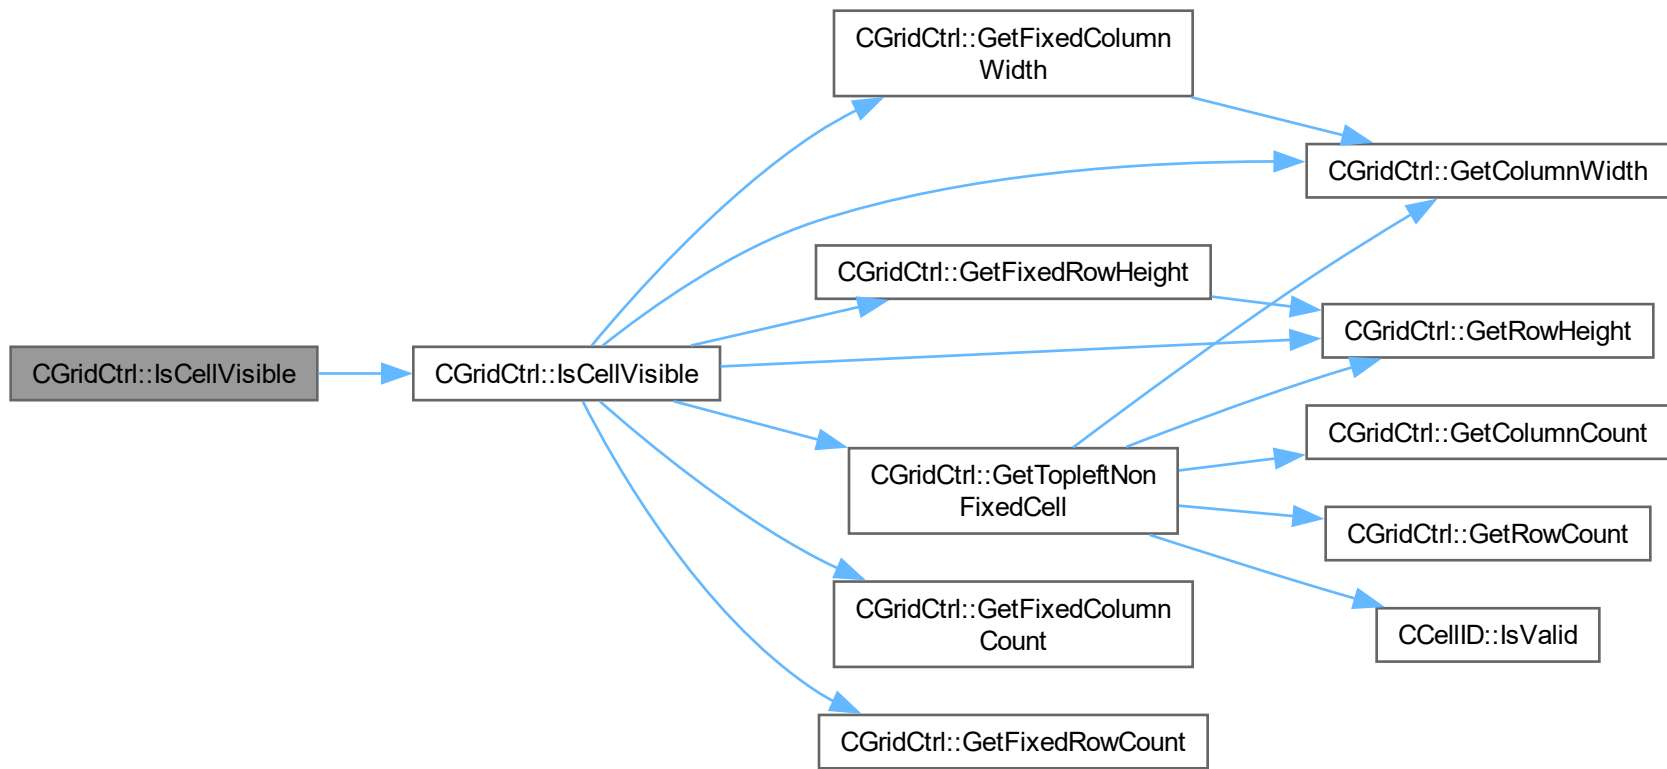 CGridCtrl::GetFixedColumn
Width
CGridCtrl::GetColumnWidth
CGridCtrl::GetFixedRowHeight
CGridCtrl::GetRowHeight
CGridCtrl::IsCellVisible
CGridCtrl::IsCellVisible
CGridCtrl::GetColumnCount
CGridCtrl::GetTopleftNon
FixedCell
CGridCtrl::GetRowCount
CGridCtrl::GetFixedColumn
Count
CCellID::IsValid
CGridCtrl::GetFixedRowCount